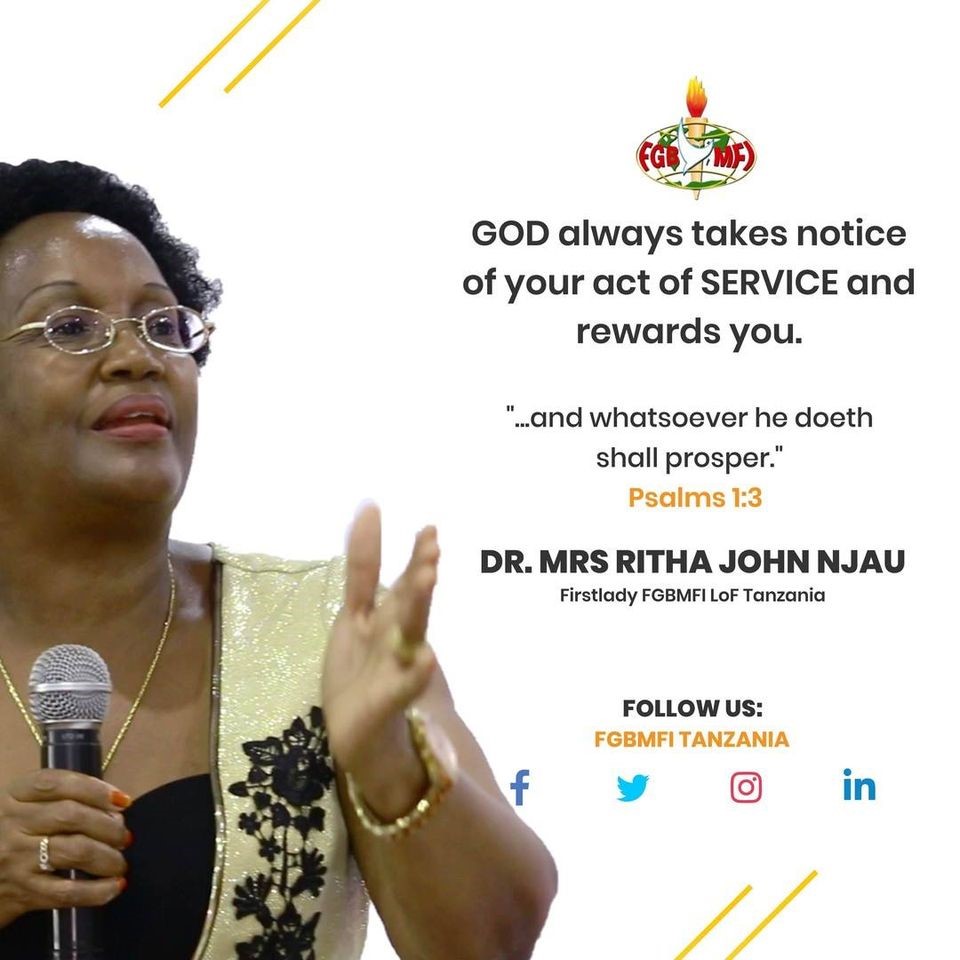 FGBMFI
GOD always takes notice
of your act of SERVICE and
rewards you.
"...and whatsoever he doeth
shall prosper."
Psalms 1:3
DR. MRS RITHA JOHN NJAU
Firstlady FGBMFI LoF Tanzania
FOLLOW US:
FGBMFI TANZANIA